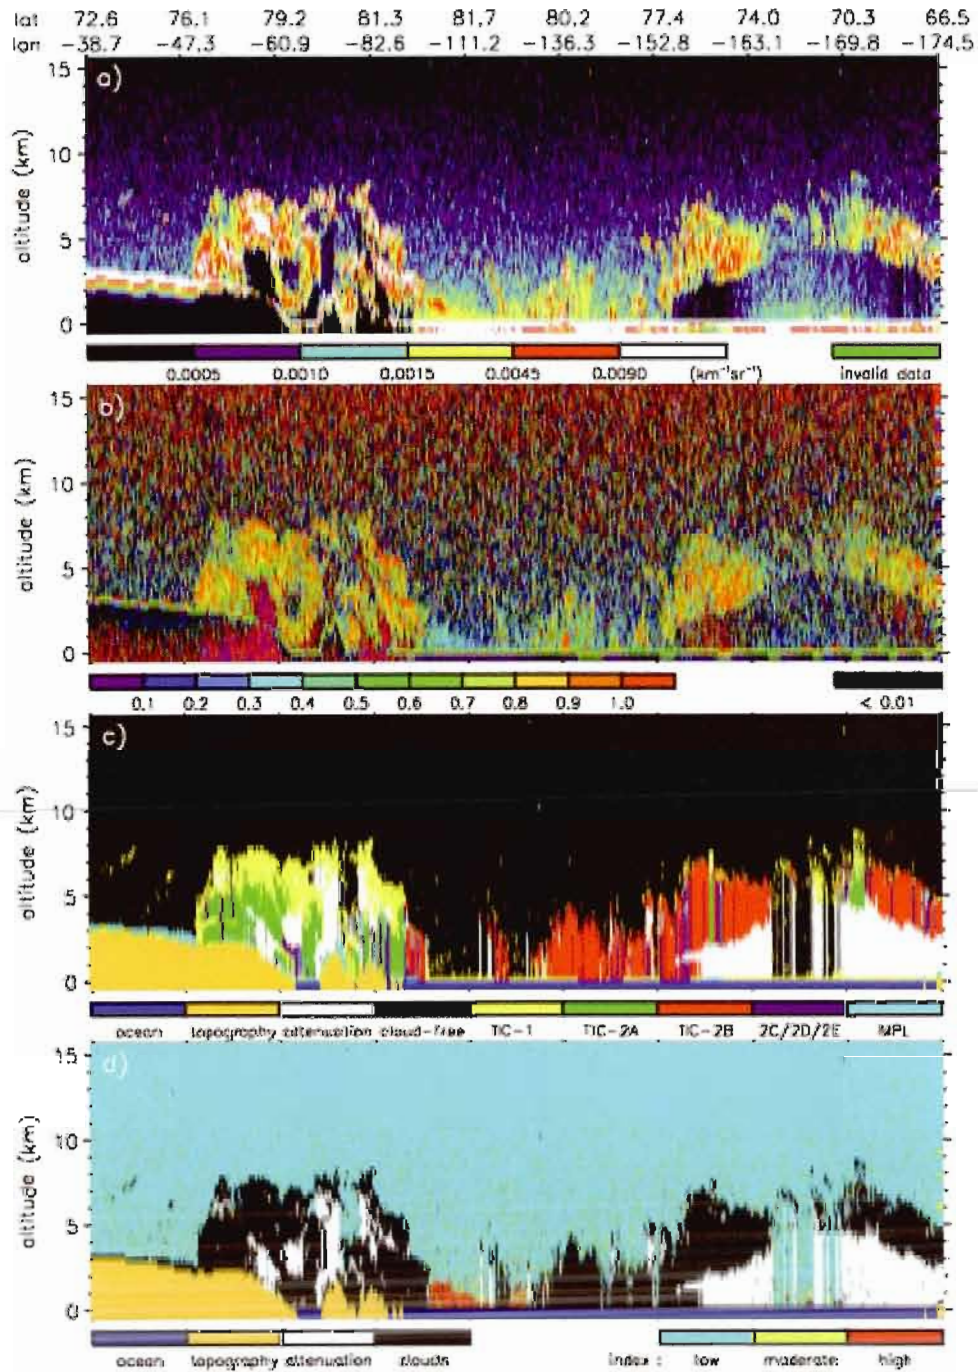 lat 72.6 76.1 79.2 81.3 81.7 80.2 77.4 74.0 70.3 66.5
lon −38.7 −47.3 −60.9 −82.6 −111.2 −136.3 −152.8 −163.1 −169.8 −174.5
a)
15
10
5
0
altitude (km)
0.0005 0.0010 0.0015 0.0045 0.0090 (km⁻¹sr⁻¹) invalid data
b)
15
10
5
0
altitude (km)
0.1 0.2 0.3 0.4 0.5 0.6 0.7 0.8 0.9 1.0 < 0.01
c)
15
10
5
0
altitude (km)
ocean topography attenuation cloud-free TIC-1 TIC-2A TIC-2B 2C/2D/2E MPL
d)
15
10
5
0
altitude (km)
ocean topography attenuation clouds index : low moderate high